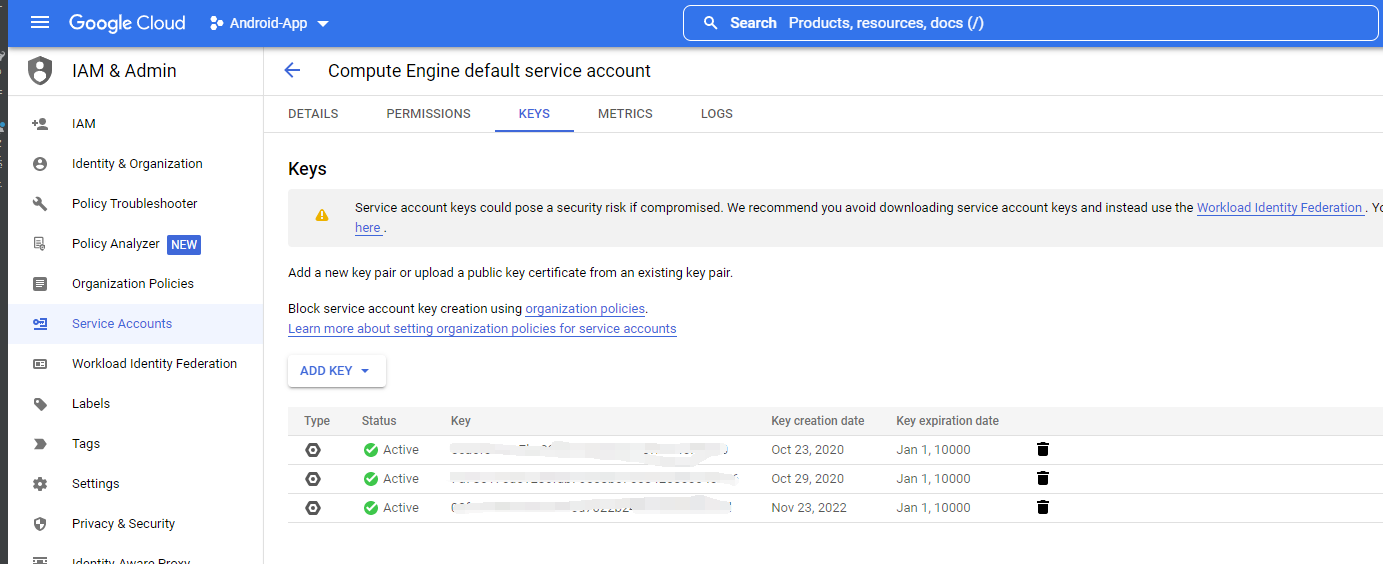 Google Cloud Android-App Search Products, resources, docs (/)
IAM & Admin
Compute Engine default service account
IAM
Identity & Organization
Policy Troubleshooter
Policy Analyzer NEW
Organization Policies
Service Accounts
Workload Identity Federation
Labels
Tags
Settings
Privacy & Security
Identity-Aware Proxy
DETAILS PERMISSIONS KEYS METRICS LOGS
Keys
Service account keys could pose a security risk if compromised. We recommend you avoid downloading service account keys and instead use the Workload Identity Federation .
here .
Add a new key pair or upload a public key certificate from an existing key pair.
Block service account key creation using organization policies.
Learn more about setting organization policies for service accounts
ADD KEY
Type Status Key Key creation date Key expiration date
Active Oct 23, 2020 Jan 1, 10000
Active Oct 29, 2020 Jan 1, 10000
Active Nov 23, 2022 Jan 1, 10000